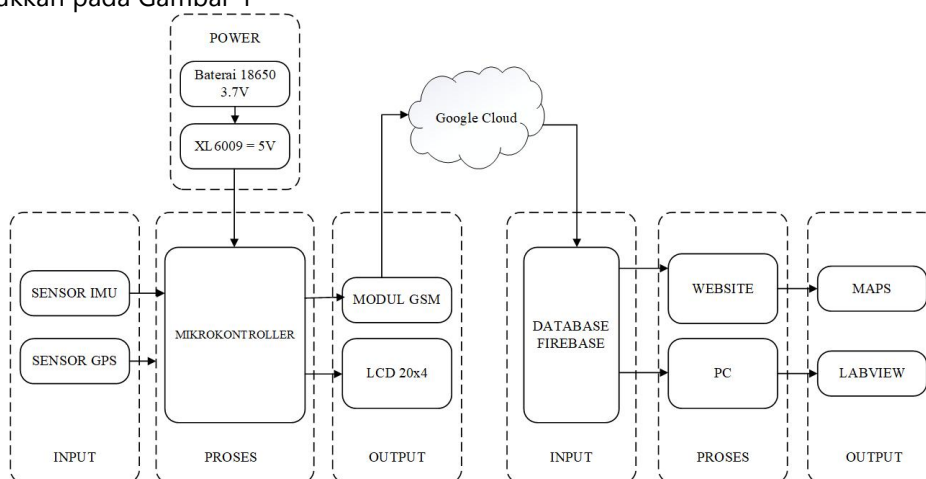 ukkan pada Gambar 1
POWER
Baterai 18650
3.7V
XL6009 = 5V
Google Cloud
SENSOR IMU
SENSOR GPS
INPUT
MIKROKONTROLLER
PROSES
MODUL GSM
LCD 20x4
OUTPUT
DATABASE
FIREBASE
INPUT
WEBSITE
PC
PROSES
MAPS
LABVIEW
OUTPUT